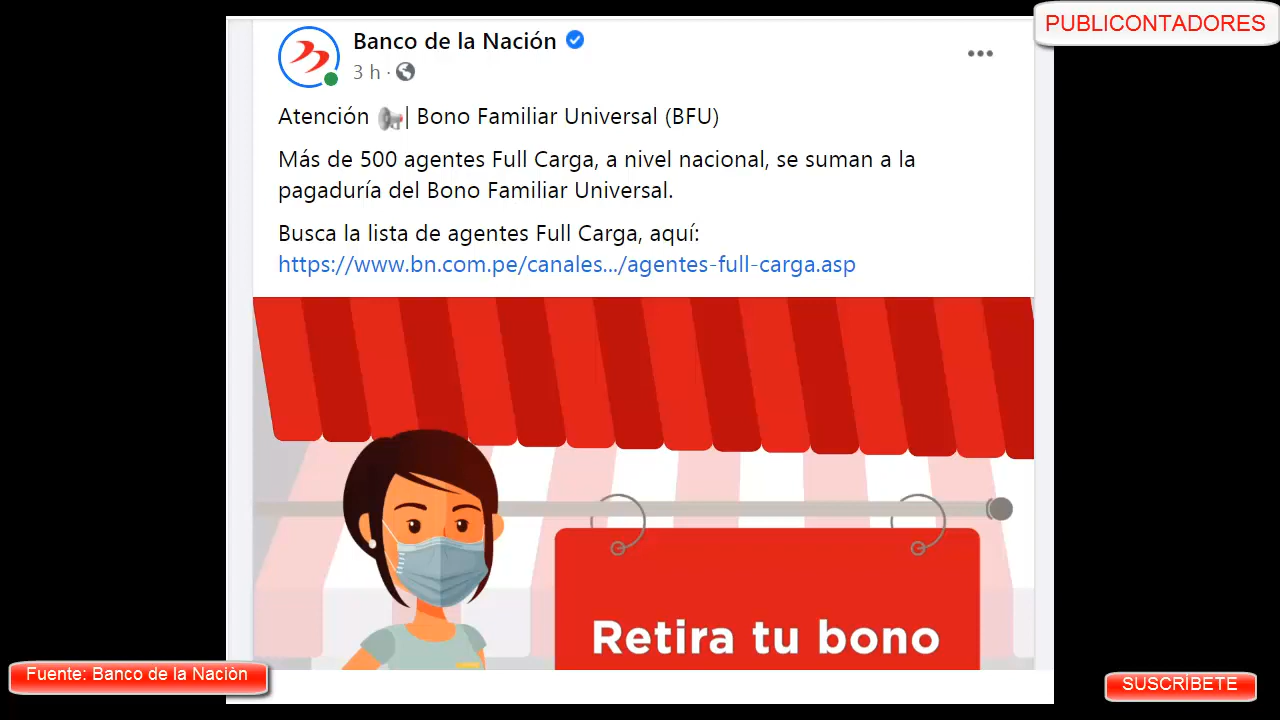 PUBLICONTADORES
Banco de la Nación
3 h ·
Atención | Bono Familiar Universal (BFU)
Más de 500 agentes Full Carga, a nivel nacional, se suman a la
pagaduría del Bono Familiar Universal.
Busca la lista de agentes Full Carga, aquí:
https://www.bn.com.pe/canales.../agentes-full-carga.asp
Retira tu bono
Fuente: Banco de la Naciòn
SUSCRÌBETE